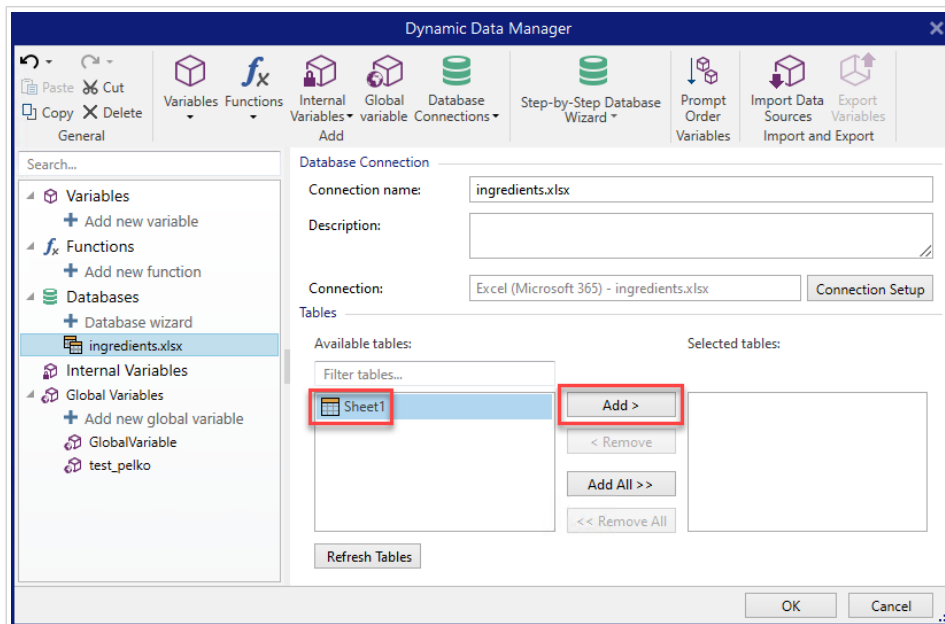 Dynamic Data Manager
Paste Cut
Copy Delete
General
Variables Functions
Internal Variables
Global variable
Database Connections
Add
Step-by-Step Database Wizard
Prompt Order
Variables
Import Data Sources
Export Variables
Import and Export
Search...
Variables
Add new variable
Functions
Add new function
Databases
Database wizard
ingredients.xlsx
Internal Variables
Global Variables
Add new global variable
GlobalVariable
test_pelko
Database Connection
Connection name: ingredients.xlsx
Description:
Connection: Excel (Microsoft 365) - ingredients.xlsx Connection Setup
Tables
Available tables: Selected tables:
Filter tables...
Sheet1 Add >
< Remove
Add All >>
<< Remove All
Refresh Tables
OK Cancel